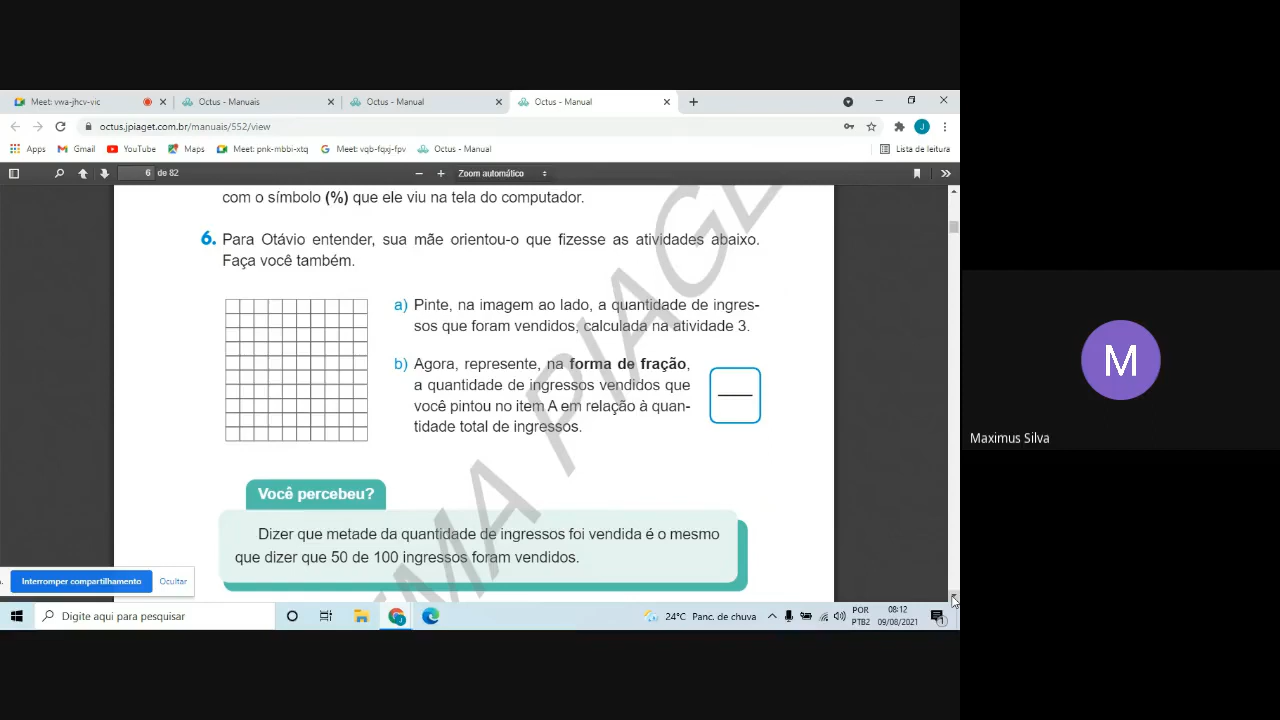 Meet: vwa-jhcv-vic
Octus - Manuais
Octus - Manual
Octus - Manual
octus.jpiaget.com.br/manuais/552/view
J
Apps
Gmail
YouTube
Maps
Meet: pnk-mbbi-xtq
Meet: vqb-fqxj-fpv
Octus - Manual
Lista de leitura
6 de 82
Zoom automático
com o símbolo (%) que ele viu na tela do computador.
6. Para Otávio entender, sua mãe orientou-o que fizesse as atividades abaixo.
Faça você também.
a) Pinte, na imagem ao lado, a quantidade de ingres-
sos que foram vendidos, calculada na atividade 3.
b) Agora, represente, na forma de fração,
a quantidade de ingressos vendidos que
você pintou no item A em relação à quan-
tidade total de ingressos.
Você percebeu?
Dizer que metade da quantidade de ingressos foi vendida é o mesmo
que dizer que 50 de 100 ingressos foram vendidos.
EMA PIAGE
Interromper compartilhamento
Ocultar
Digite aqui para pesquisar
24°C Panc. de chuva
POR
PTB2
08:12
09/08/2021
1
M
Maximus Silva